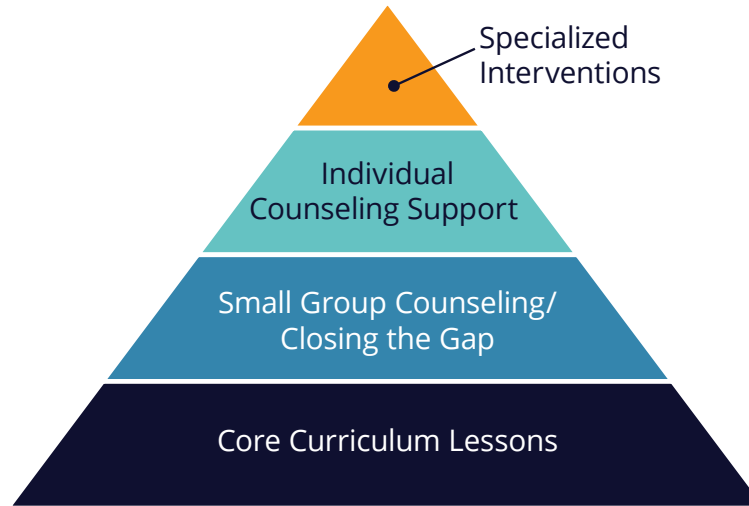 Specialized
Interventions
Individual
Counseling Support
Small Group Counseling/
Closing the Gap
Core Curriculum Lessons